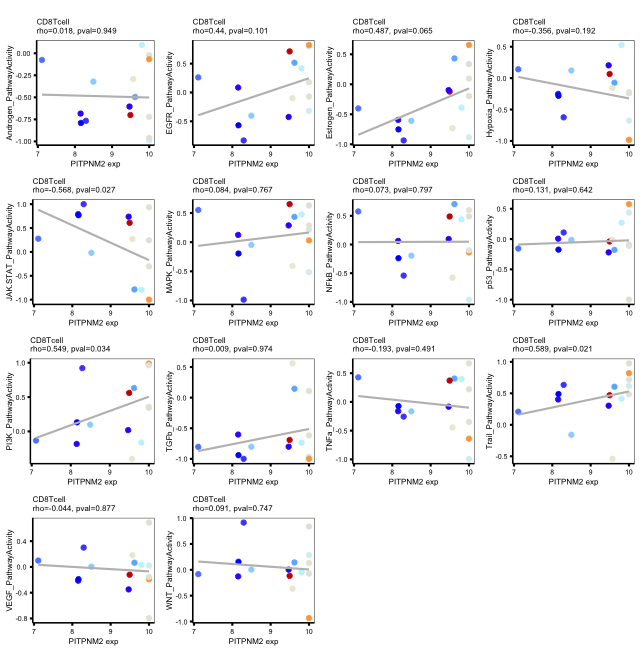 CD8Tcell
rho=0.018, pval=0.949
Androgen_PathwayActivity
0.00
-0.25
-0.50
-0.75
-1.00
7 8 9 10
PITPNM2 exp
CD8Tcell
rho=0.44, pval=0.101
EGFR_PathwayActivity
0.5
0.0
-0.5
7 8 9 10
PITPNM2 exp
CD8Tcell
rho=0.487, pval=0.065
Estrogen_PathwayActivity
0.5
0.0
-0.5
-1.0
7 8 9 10
PITPNM2 exp
CD8Tcell
rho=-0.356, pval=0.192
Hypoxia_PathwayActivity
0.5
0.0
-0.5
-1.0
7 8 9 10
PITPNM2 exp
CD8Tcell
rho=-0.568, pval=0.027
JAK-STAT_PathwayActivity
1.0
0.5
0.0
-0.5
-1.0
7 8 9 10
PITPNM2 exp
CD8Tcell
rho=0.084, pval=0.767
MAPK_PathwayActivity
0.5
0.0
-0.5
-1.0
7 8 9 10
PITPNM2 exp
CD8Tcell
rho=0.073, pval=0.797
NFkB_PathwayActivity
0.5
0.0
-0.5
-1.0
7 8 9 10
PITPNM2 exp
CD8Tcell
rho=0.131, pval=0.642
p53_PathwayActivity
0.5
0.0
-0.5
-1.0
7 8 9 10
PITPNM2 exp
CD8Tcell
rho=0.549, pval=0.034
PI3K_PathwayActivity
1.0
0.5
0.0
7 8 9 10
PITPNM2 exp
CD8Tcell
rho=0.009, pval=0.974
TGFb_PathwayActivity
0.5
0.0
-0.5
-1.0
7 8 9 10
PITPNM2 exp
CD8Tcell
rho=-0.193, pval=0.491
TNFa_PathwayActivity
0.5
0.0
-0.5
-1.0
7 8 9 10
PITPNM2 exp
CD8Tcell
rho=0.589, pval=0.021
Trail_PathwayActivity
1.0
0.5
0.0
-0.5
7 8 9 10
PITPNM2 exp
CD8Tcell
rho=-0.044, pval=0.877
VEGF_PathwayActivity
0.4
0.0
-0.4
-0.8
7 8 9 10
PITPNM2 exp
CD8Tcell
rho=0.091, pval=0.747
WNT_PathwayActivity
1.0
0.5
0.0
-0.5
-1.0
7 8 9 10
PITPNM2 exp